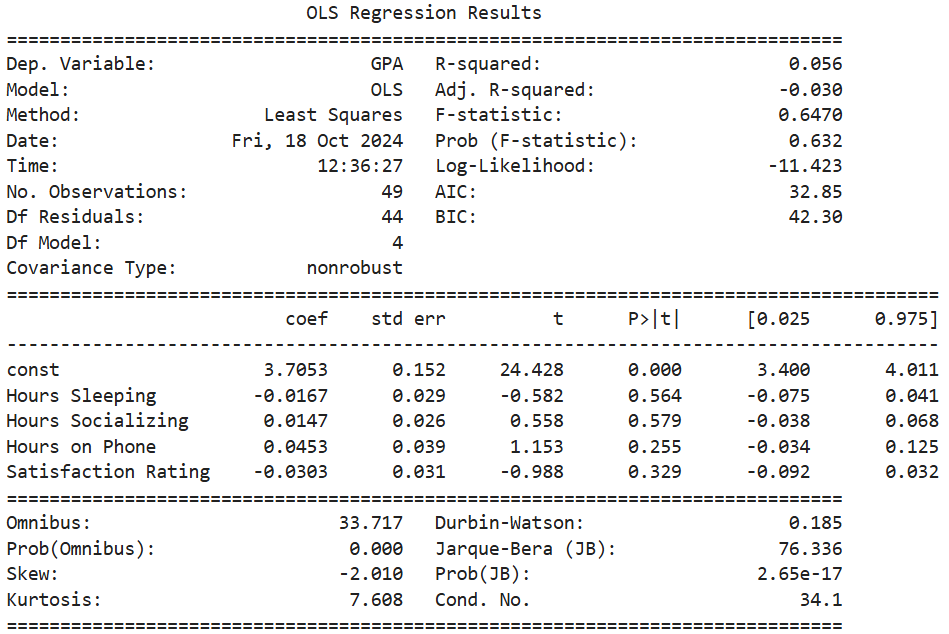 OLS Regression Results
==============================================================================
Dep. Variable: GPA R-squared: 0.056
Model: OLS Adj. R-squared: -0.030
Method: Least Squares F-statistic: 0.6470
Date: Fri, 18 Oct 2024 Prob (F-statistic): 0.632
Time: 12:36:27 Log-Likelihood: -11.423
No. Observations: 49 AIC: 32.85
Df Residuals: 44 BIC: 42.30
Df Model: 4
Covariance Type: nonrobust
=======================================================================================
coef std err t P>|t| [0.025 0.975]
---------------------------------------------------------------------------------------
const 3.7053 0.152 24.428 0.000 3.400 4.011
Hours Sleeping -0.0167 0.029 -0.582 0.564 -0.075 0.041
Hours Socializing 0.0147 0.026 0.558 0.579 -0.038 0.068
Hours on Phone 0.0453 0.039 1.153 0.255 -0.034 0.125
Satisfaction Rating -0.0303 0.031 -0.988 0.329 -0.092 0.032
==============================================================================
Omnibus: 33.717 Durbin-Watson: 0.185
Prob(Omnibus): 0.000 Jarque-Bera (JB): 76.336
Skew: -2.010 Prob(JB): 2.65e-17
Kurtosis: 7.608 Cond. No. 34.1
==============================================================================